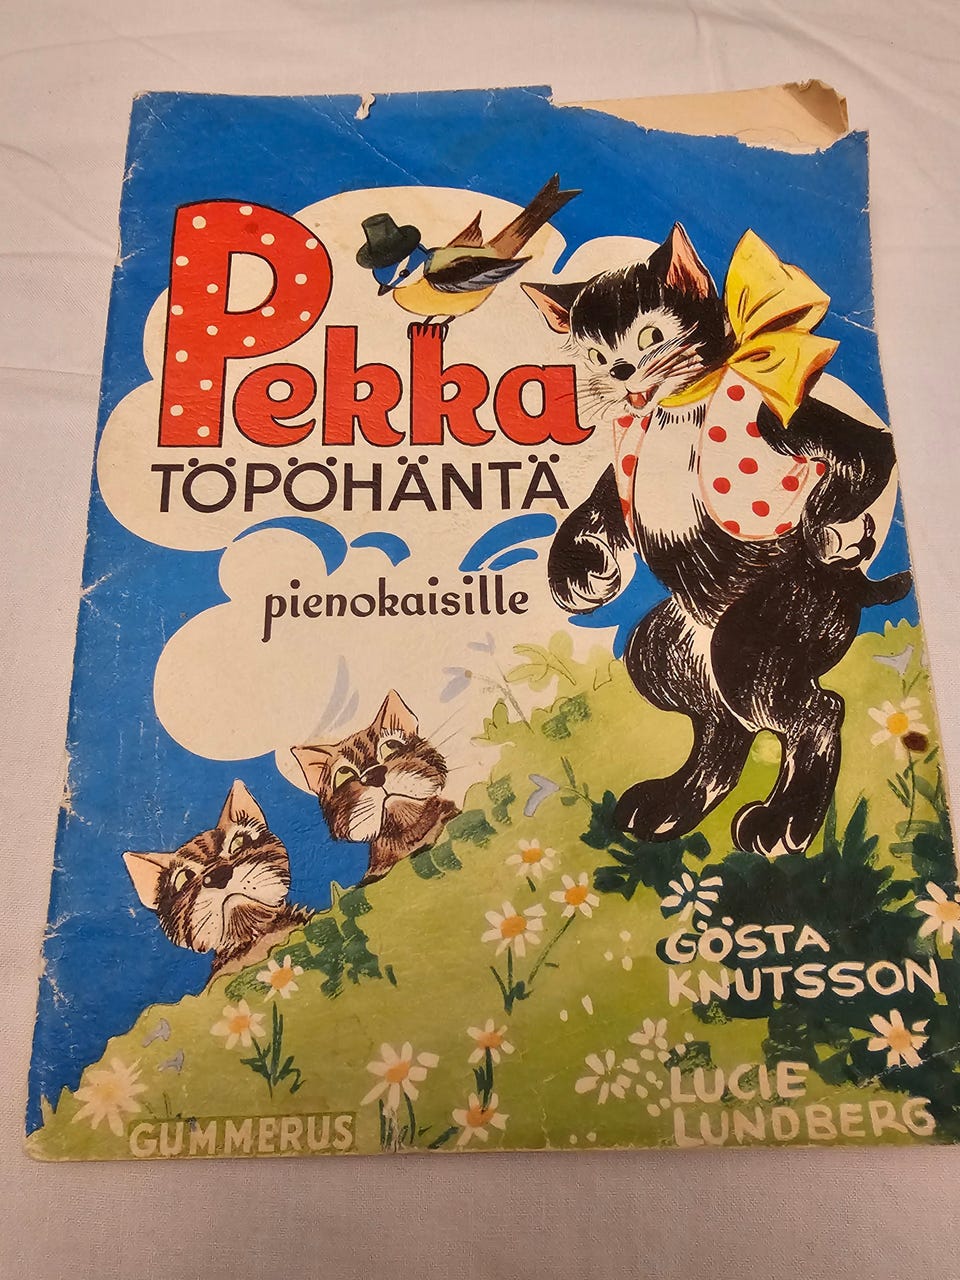 Pekka
TÖPÖHÄNTÄ
pienokaisille
GÖSTA
KNUTSSON
LUCIE
LUNDBERG
GUMMERUS